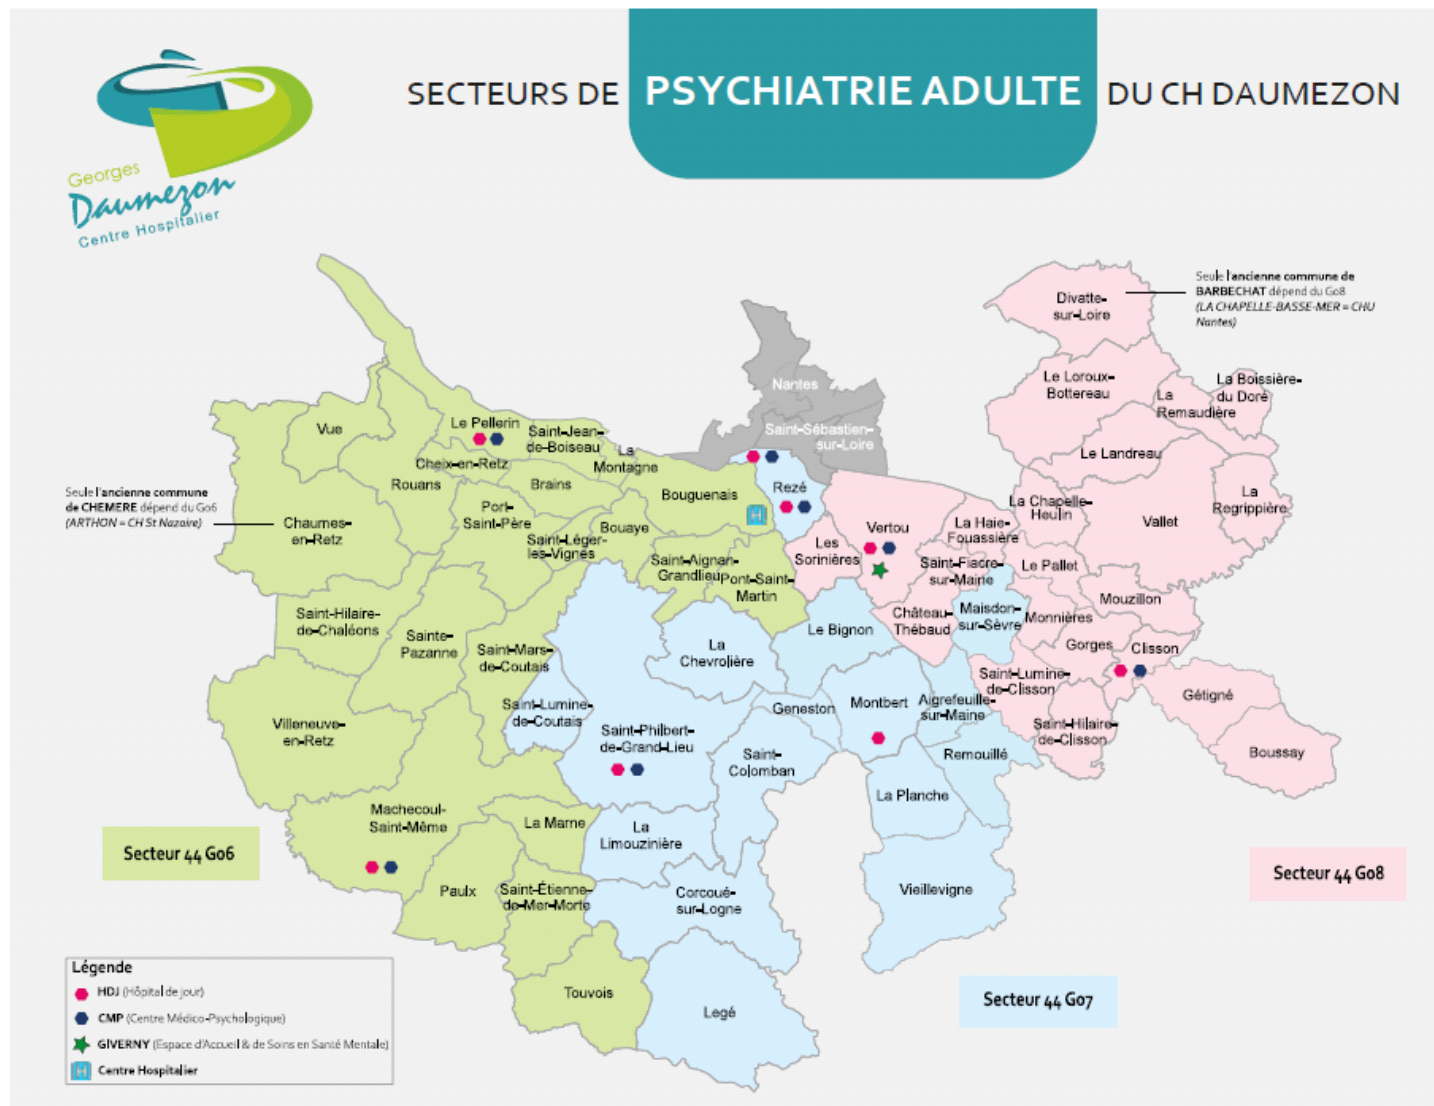 SECTEURS DE PSYCHIATRIE ADULTE DU CH DAUMEZON
Georges
Daumezon
Centre Hospitalier
Seule l'ancienne commune de
BARBECHAT dépend du G08
(LA CHAPELLE-BASSE-MER = CHU
Nantes)
Divatte-
sur-Loire
Nantes
Le Loroux-
Bottereau
La Boissière-
du Doré
La
Remaudière
Vue
Le Pellerin
Saint-Jean-
de-Boiseau
La
Montagne
Saint-Sébastien-
sur-Loire
Le Landreau
Cheix-en-Retz
Rouans
Brains
Bouguenais
Rezé
La Chapelle-
Heulin
La
Regrippière
Vallet
Seule l'ancienne commune
de CHEMERE dépend du G06
(ARTHON = CH St Nazaire)
Chaumes-
en-Retz
Port-
Saint-Père
Bouaye
Saint-Léger-
les-Vignes
Vertou
La Haie-
Fouassière
Les
Sorinières
Saint-Aignan-
Grandlieu
Pont-Saint-
Martin
Saint-Fiacre-
sur-Maine
Le Pallet
Mouzillon
Saint-Hilaire-
de-Chaléons
Sainte-
Pazanne
Saint-Mars-
de-Coutais
La
Chevrolière
Le Bignon
Château-
Thébaud
Maisdon-
sur-Sèvre
Monnières
Gorges
Clisson
Saint-Lumine-
de-Clisson
Gétigné
Villeneuve-
en-Retz
Saint-Lumine-
de-Coutais
Saint-Philbert-
de-Grand-Lieu
Geneston
Montbert
Aigrefeuille-
sur-Maine
Saint-Hilaire-
de-Clisson
Boussay
Saint-
Colomban
Remouillé
La Planche
Machecoul-
Saint-Même
La Marne
La
Limouzinière
Paulx
Saint-Étienne-
de-Mer-Morte
Corcoué-
sur-Logne
Vieillevigne
Touvois
Legé
Secteur 44 G06
Secteur 44 G08
Secteur 44 G07
Légende
HDJ (Hôpital de jour)
CMP (Centre Médico-Psychologique)
GIVERNY (Espace d'Accueil & de Soins en Santé Mentale)
H Centre Hospitalier